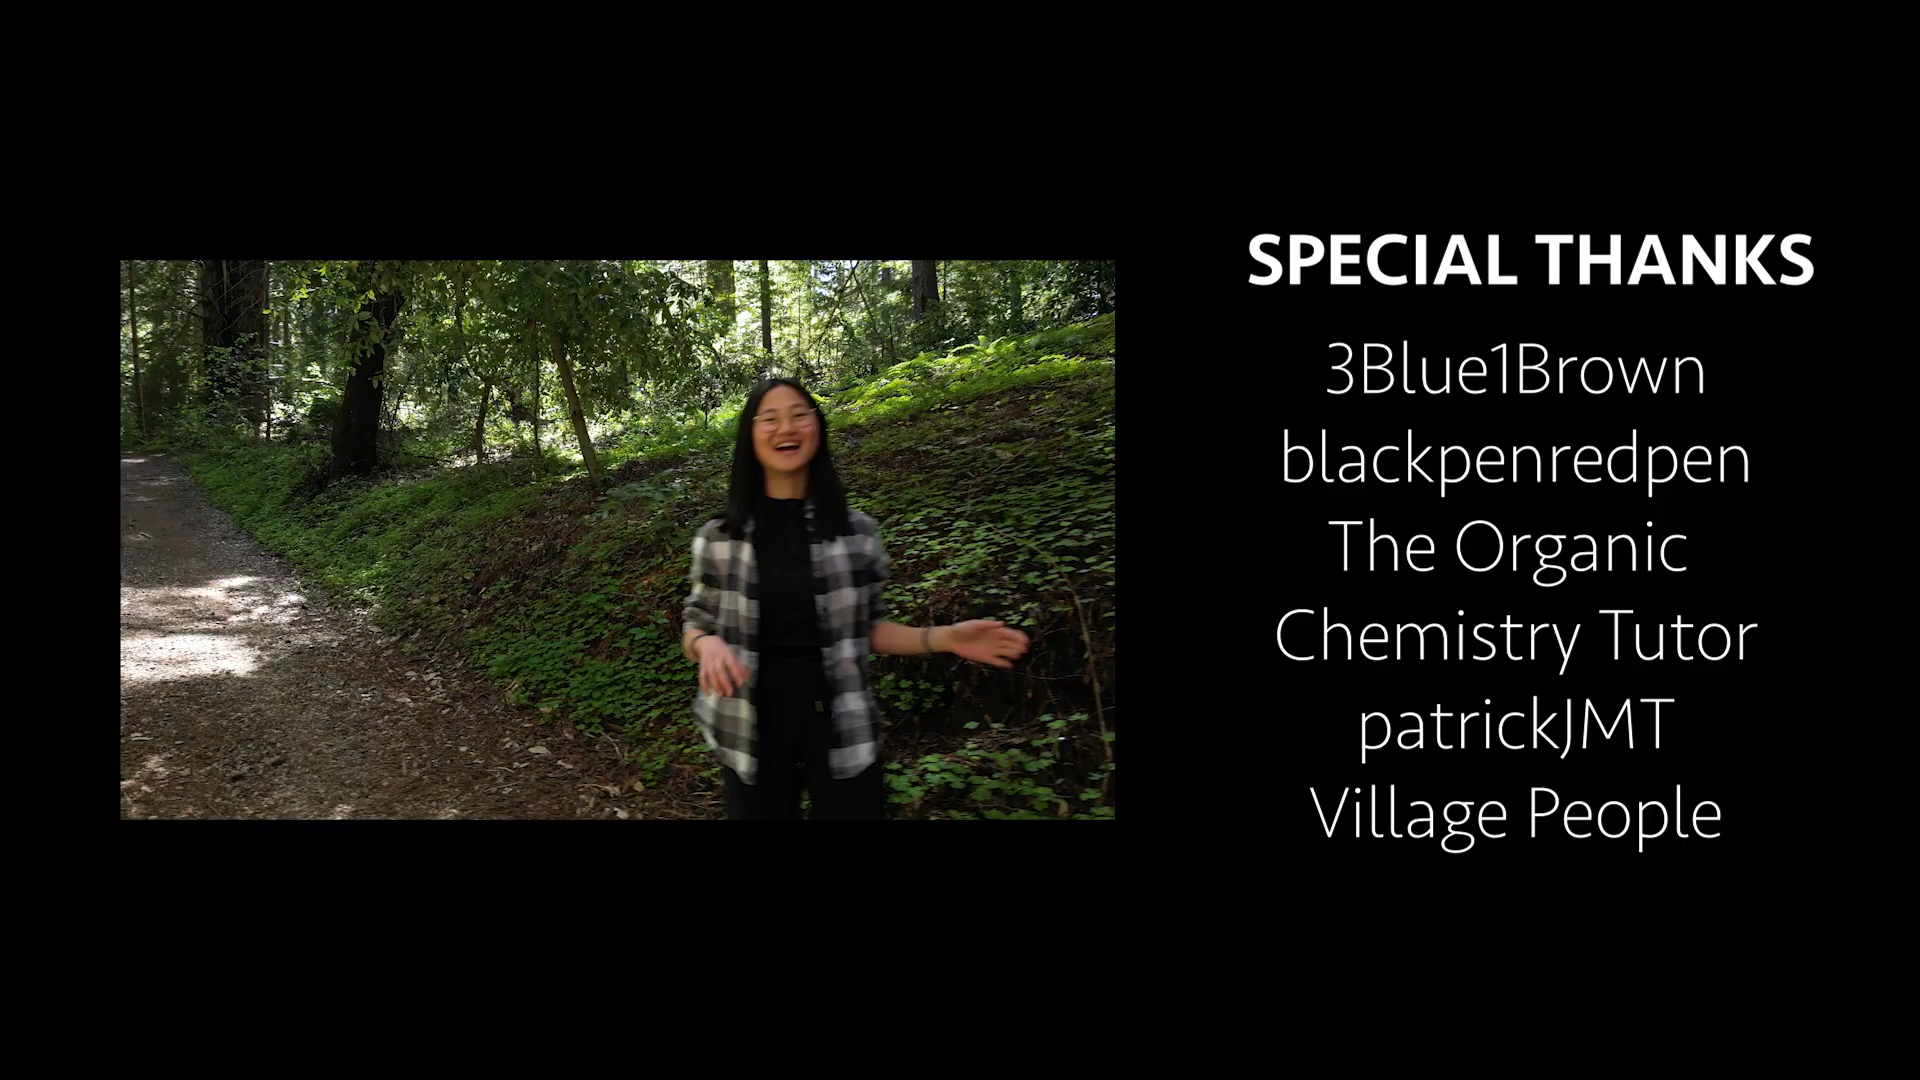 SPECIAL THANKS
3Blue1Brown
blackpenredpen
The Organic
Chemistry Tutor
patrickJMT
Village People